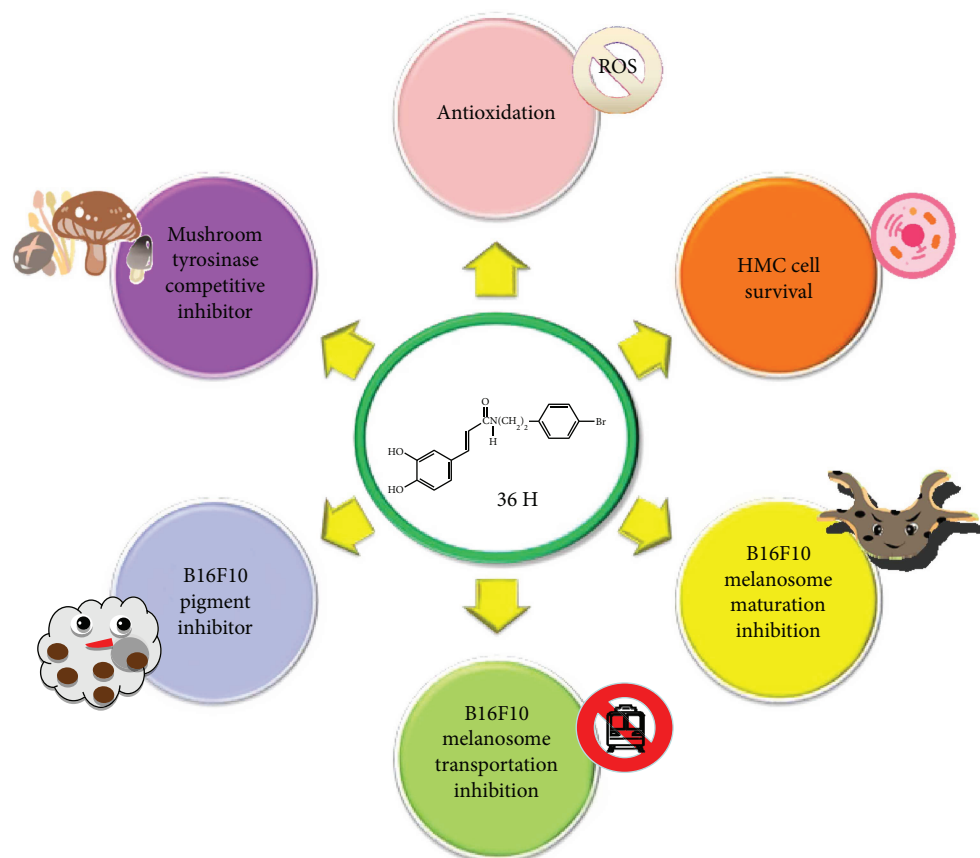 Antioxidation
ROS
Mushroom
tyrosinase
competitive
inhibitor
HMC cell
survival
O
CN(CH2)2
H
Br
HO
HO
36 H
B16F10
pigment
inhibitor
B16F10
melanosome
maturation
inhibition
B16F10
melanosome
transportation
inhibition